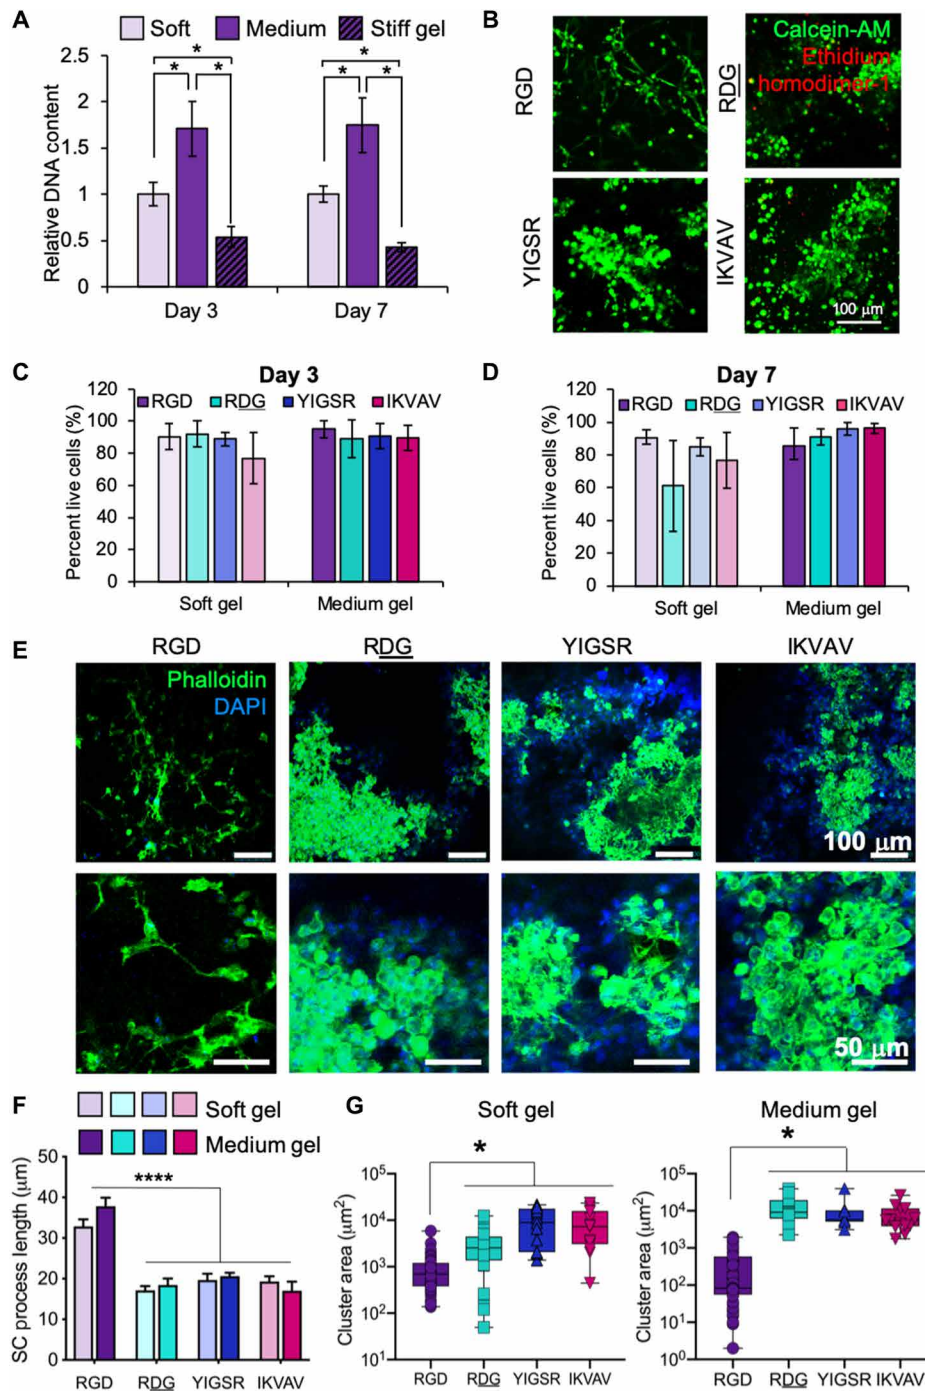 A
Soft Medium Stiff gel
Relative DNA content
2.5
2
1.5
1
0.5
0
* * * * * *
Day 3 Day 7
B
RGD
RDG
Calcein-AM
Ethidium
homodimer-1
YIGSR
IKVAV
100 µm
C
Day 3
Percent live cells (%)
120
100
80
60
40
20
0
RGD RDG YIGSR IKVAV
Soft gel Medium gel
D
Day 7
Percent live cells (%)
120
100
80
60
40
20
0
RGD RDG YIGSR IKVAV
Soft gel Medium gel
E
RGD RDG YIGSR IKVAV
Phalloidin
DAPI
100 µm
50 µm
F
Soft gel
Medium gel
SC process length (µm)
50
40
30
20
10
0
****
RGD RDG YIGSR IKVAV
G
Soft gel
Cluster area (µm²)
10⁵
10⁴
10³
10²
10¹
*
RGD RDG YIGSR IKVAV
Medium gel
Cluster area (µm²)
10⁵
10⁴
10³
10²
10¹
10⁰
*
RGD RDG YIGSR IKVAV